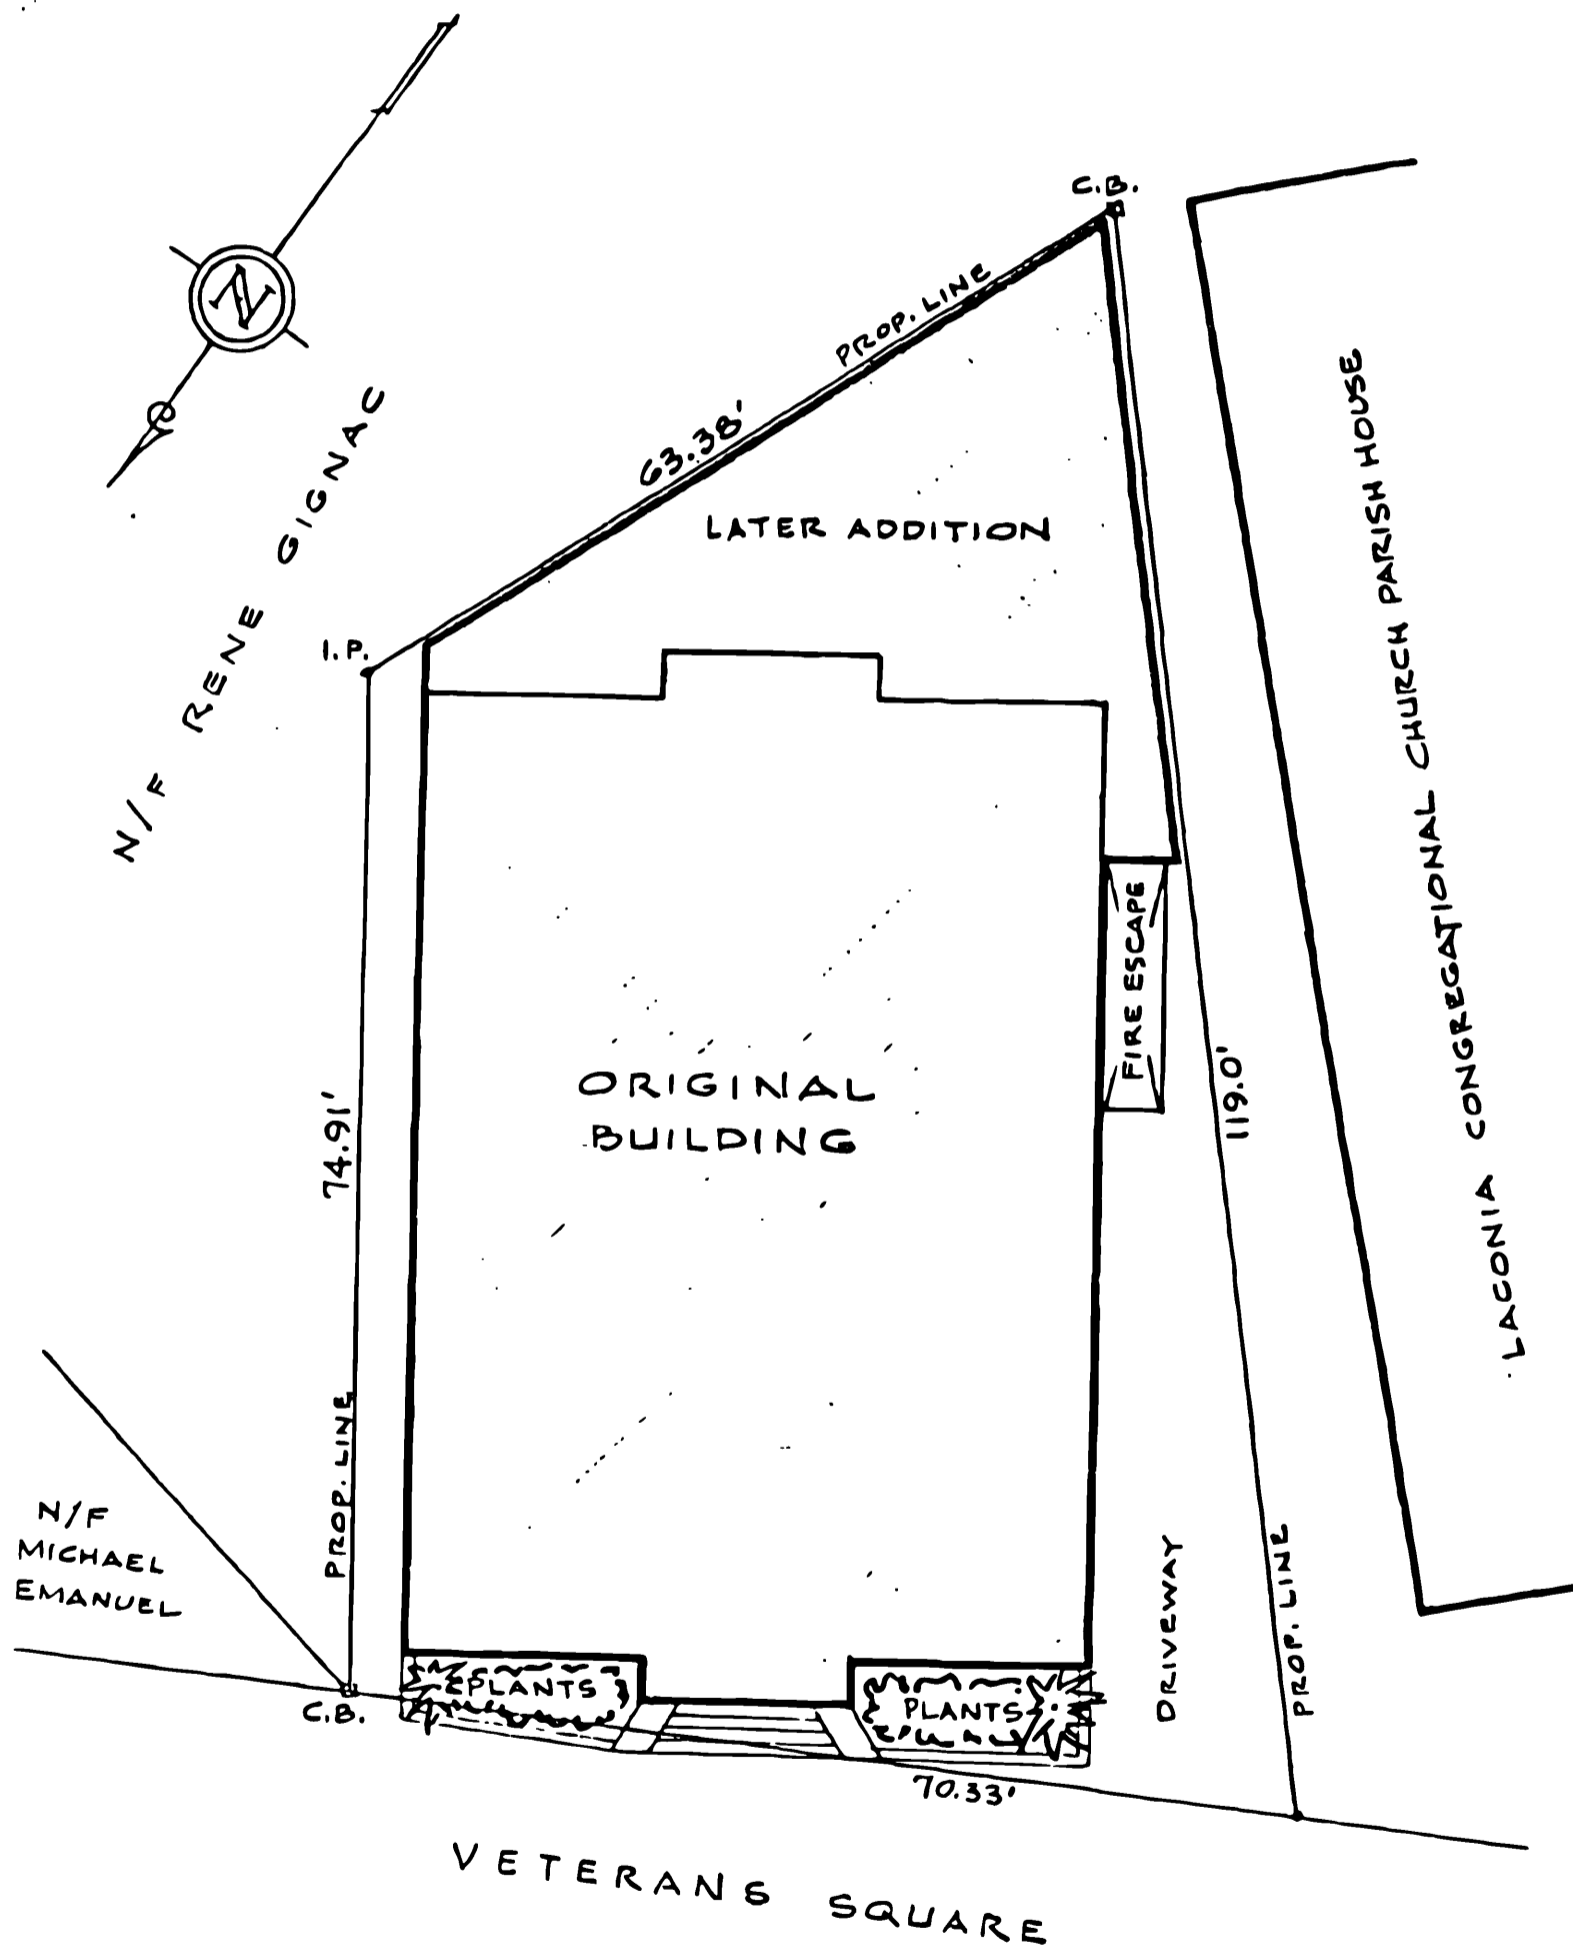 C.B.
N
PROP. LINE
63.38'
LATER ADDITION
N/F RENE GIGNAC
I.P.
LACONIA CONGREGATIONAL CHURCH PARISH HOUSE
FIRE ESCAPE
ORIGINAL
BUILDING
74.91'
119.0'
PROP. LINE
N/F
MICHAEL
EMANUEL
DRIVEWAY
PROP. LINE
C.B.
PLANTS
PLANTS
70.33'
VETERANS SQUARE